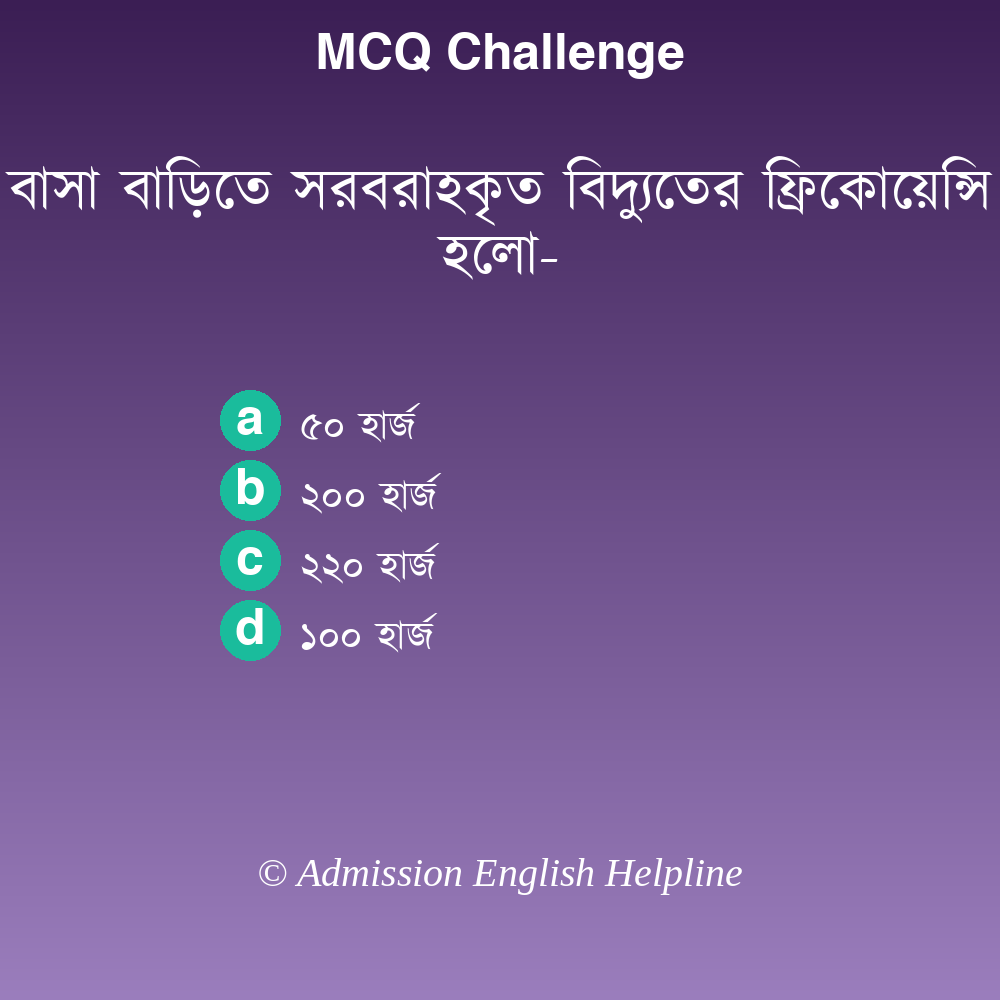 MCQ Challenge
বাসা বাড়িতে সরবরাহকৃত বিদ্যুতের ফ্রিকোয়েন্সি
হলো-
a ৫০ হার্জ
b ২০০ হার্জ
c ২২০ হার্জ
d ১০০ হার্জ
© Admission English Helpline